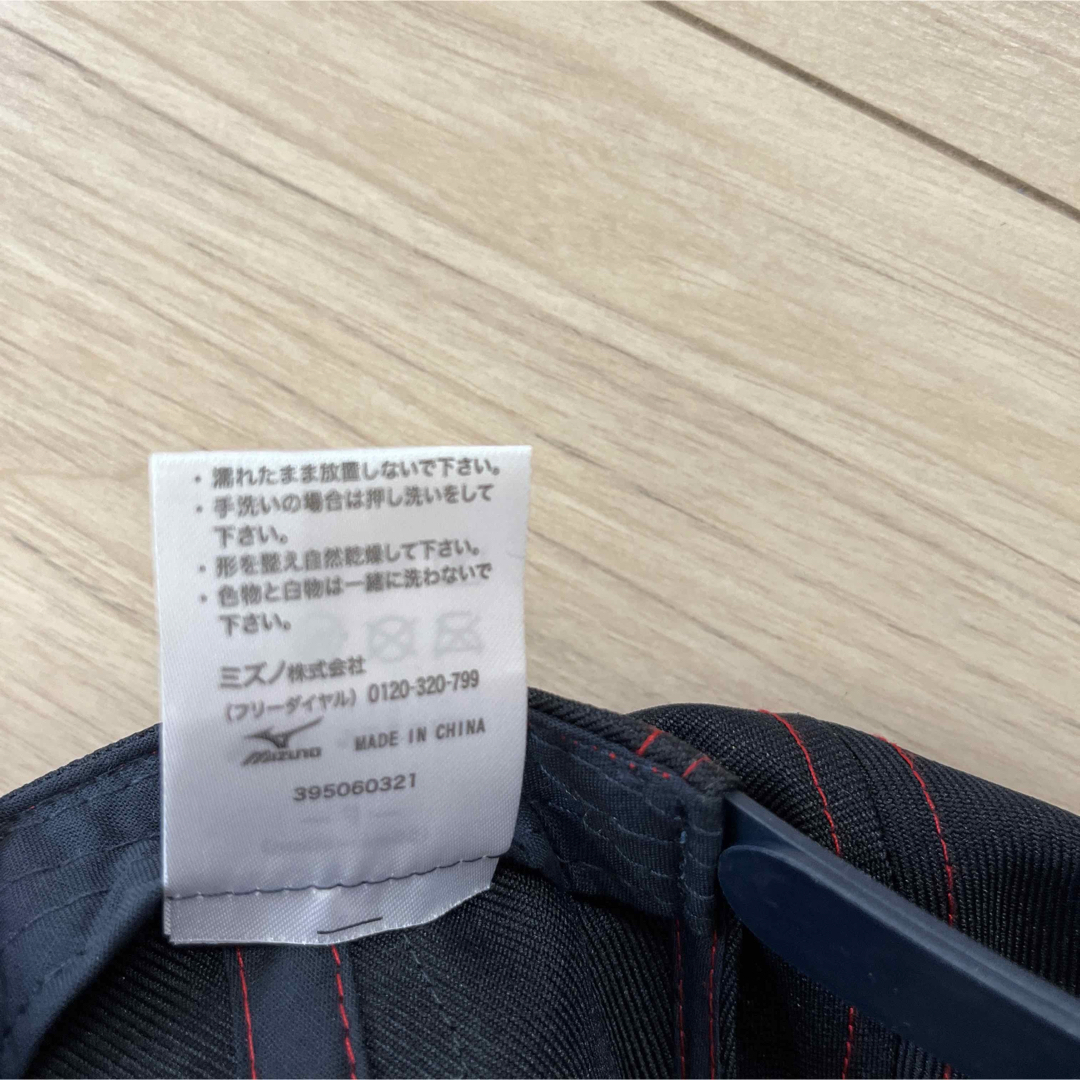 ・濡れたまま放置しないで下さい。
・手洗いの場合は押し洗いをして
下さい。
・形を整え自然乾燥して下さい。
・色物と白物は一緒に洗わないで
下さい。
ミズノ株式会社
(フリーダイヤル) 0120-320-799
MIZUNO MADE IN CHINA
395060321